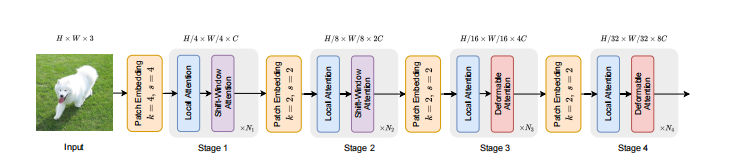 H × W × 3
H/4 × W/4 × C
H/8 × W/8 × 2C
H/16 × W/16 × 4C
H/32 × W/32 × 8C
Patch Embedding
k = 4, s = 4
Local Attention
Shift-Window
Attention
×N₁
Patch Embedding
k = 2, s = 2
Local Attention
Shift-Window
Attention
×N₂
Patch Embedding
k = 2, s = 2
Local Attention
Deformable
Attention
×N₃
Patch Embedding
k = 2, s = 2
Local Attention
Deformable
Attention
×N₄
Input
Stage 1
Stage 2
Stage 3
Stage 4